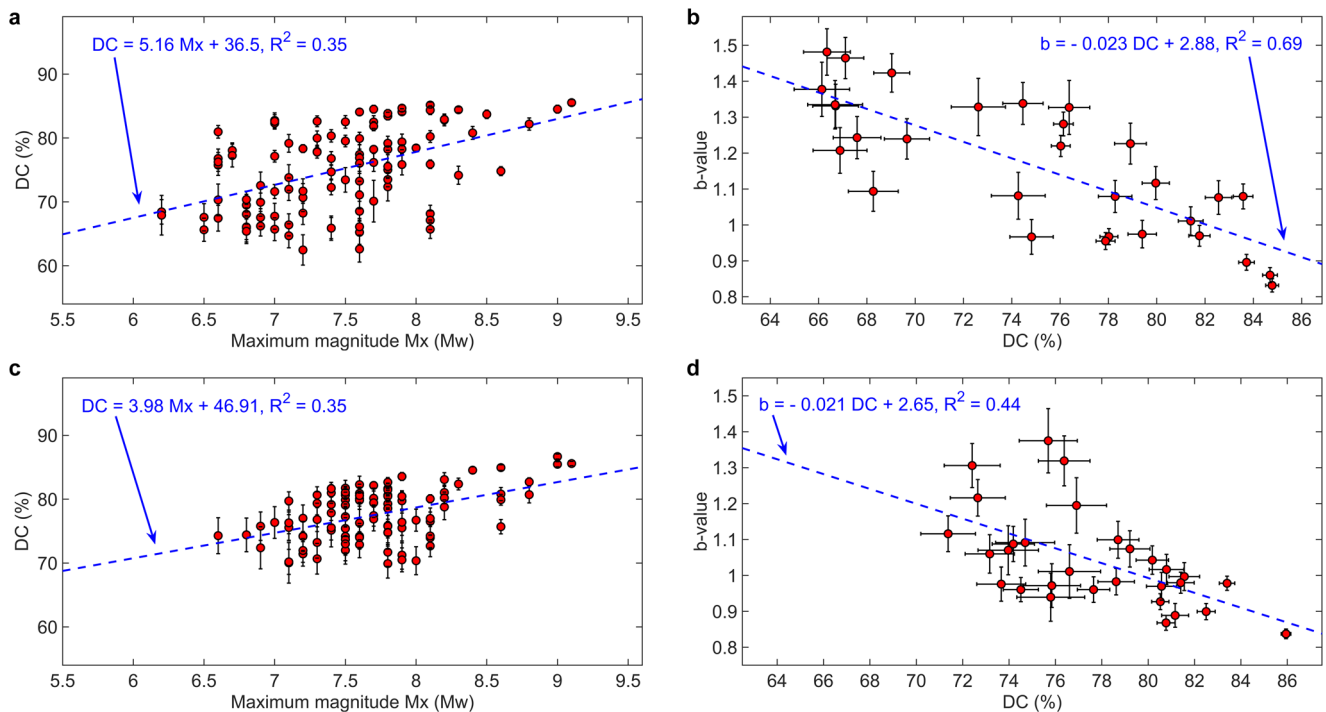 a
DC = 5.16 Mx + 36.5, R² = 0.35
90
80
70
60
DC (%)
5.5 6 6.5 7 7.5 8 8.5 9 9.5
Maximum magnitude Mx (Mw)
b
b = - 0.023 DC + 2.88, R² = 0.69
1.5
1.4
1.3
1.2
1.1
1
0.9
0.8
b-value
64 66 68 70 72 74 76 78 80 82 84 86
DC (%)
c
DC = 3.98 Mx + 46.91, R² = 0.35
90
80
70
60
DC (%)
5.5 6 6.5 7 7.5 8 8.5 9 9.5
Maximum magnitude Mx (Mw)
d
b = - 0.021 DC + 2.65, R² = 0.44
1.5
1.4
1.3
1.2
1.1
1
0.9
0.8
b-value
64 66 68 70 72 74 76 78 80 82 84 86
DC (%)